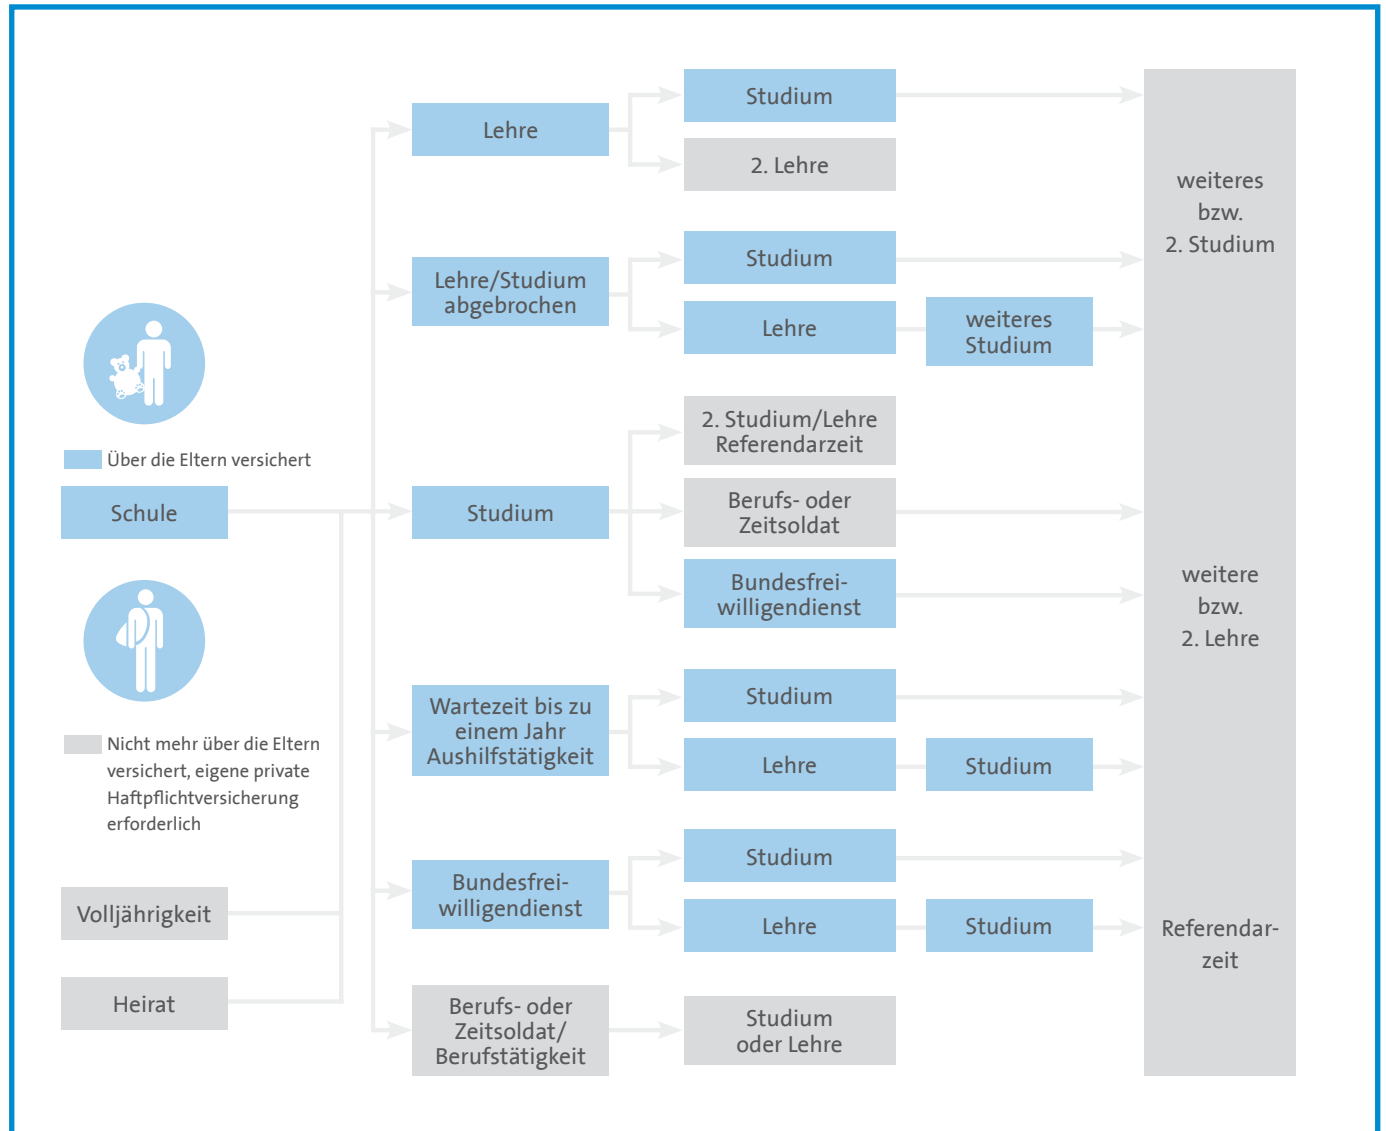 Über die Eltern versichert
Schule
Nicht mehr über die Eltern
versichert, eigene private
Haftpflichtversicherung
erforderlich
Volljährigkeit
Heirat
Lehre
Studium
2. Lehre
Lehre/Studium
abgebrochen
Studium
Lehre
weiteres
Studium
Studium
2. Studium/Lehre
Referendarzeit
Berufs- oder
Zeitsoldat
Bundesfrei-
willigendienst
Wartezeit bis zu
einem Jahr
Aushilfstätigkeit
Studium
Lehre
Studium
Bundesfrei-
willigendienst
Studium
Lehre
Studium
Berufs- oder
Zeitsoldat/
Berufstätigkeit
Studium
oder Lehre
weiteres
bzw.
2. Studium
weitere
bzw.
2. Lehre
Referendar-
zeit